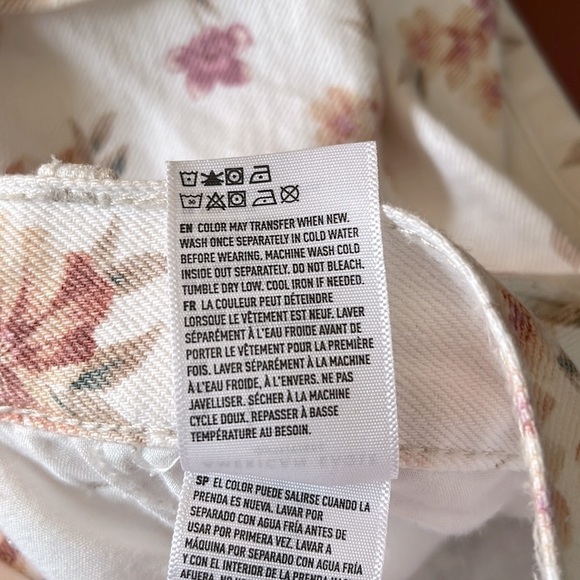 EN COLOR MAY TRANSFER WHEN NEW.
WASH ONCE SEPARATELY IN COLD WATER
BEFORE WEARING. MACHINE WASH COLD
INSIDE OUT SEPARATELY. DO NOT BLEACH.
TUMBLE DRY LOW. COOL IRON IF NEEDED.
FR LA COULEUR PEUT DÉTEINDRE
LORSQUE LE VÊTEMENT EST NEUF. LAVER
SÉPARÉMENT À L'EAU FROIDE AVANT DE
PORTER LE VÊTEMENT POUR LA PREMIÈRE
FOIS. LAVER SÉPARÉMENT À LA MACHINE
À L'EAU FROIDE, À L'ENVERS. NE PAS
JAVELLISER. SÉCHER À LA MACHINE
CYCLE DOUX. REPASSER À BASSE
TEMPÉRATURE AU BESOIN.
SP EL COLOR PUEDE SALIRSE CUANDO LA
PRENDA ES NUEVA. LAVAR POR
SEPARADO CON AGUA FRÍA ANTES DE
USAR POR PRIMERA VEZ. LAVAR A
MÁQUINA POR SEPARADO CON AGUA FRÍA
Y CON EL INTERIOR DE LA PRENDA HA
AFUERA. NO